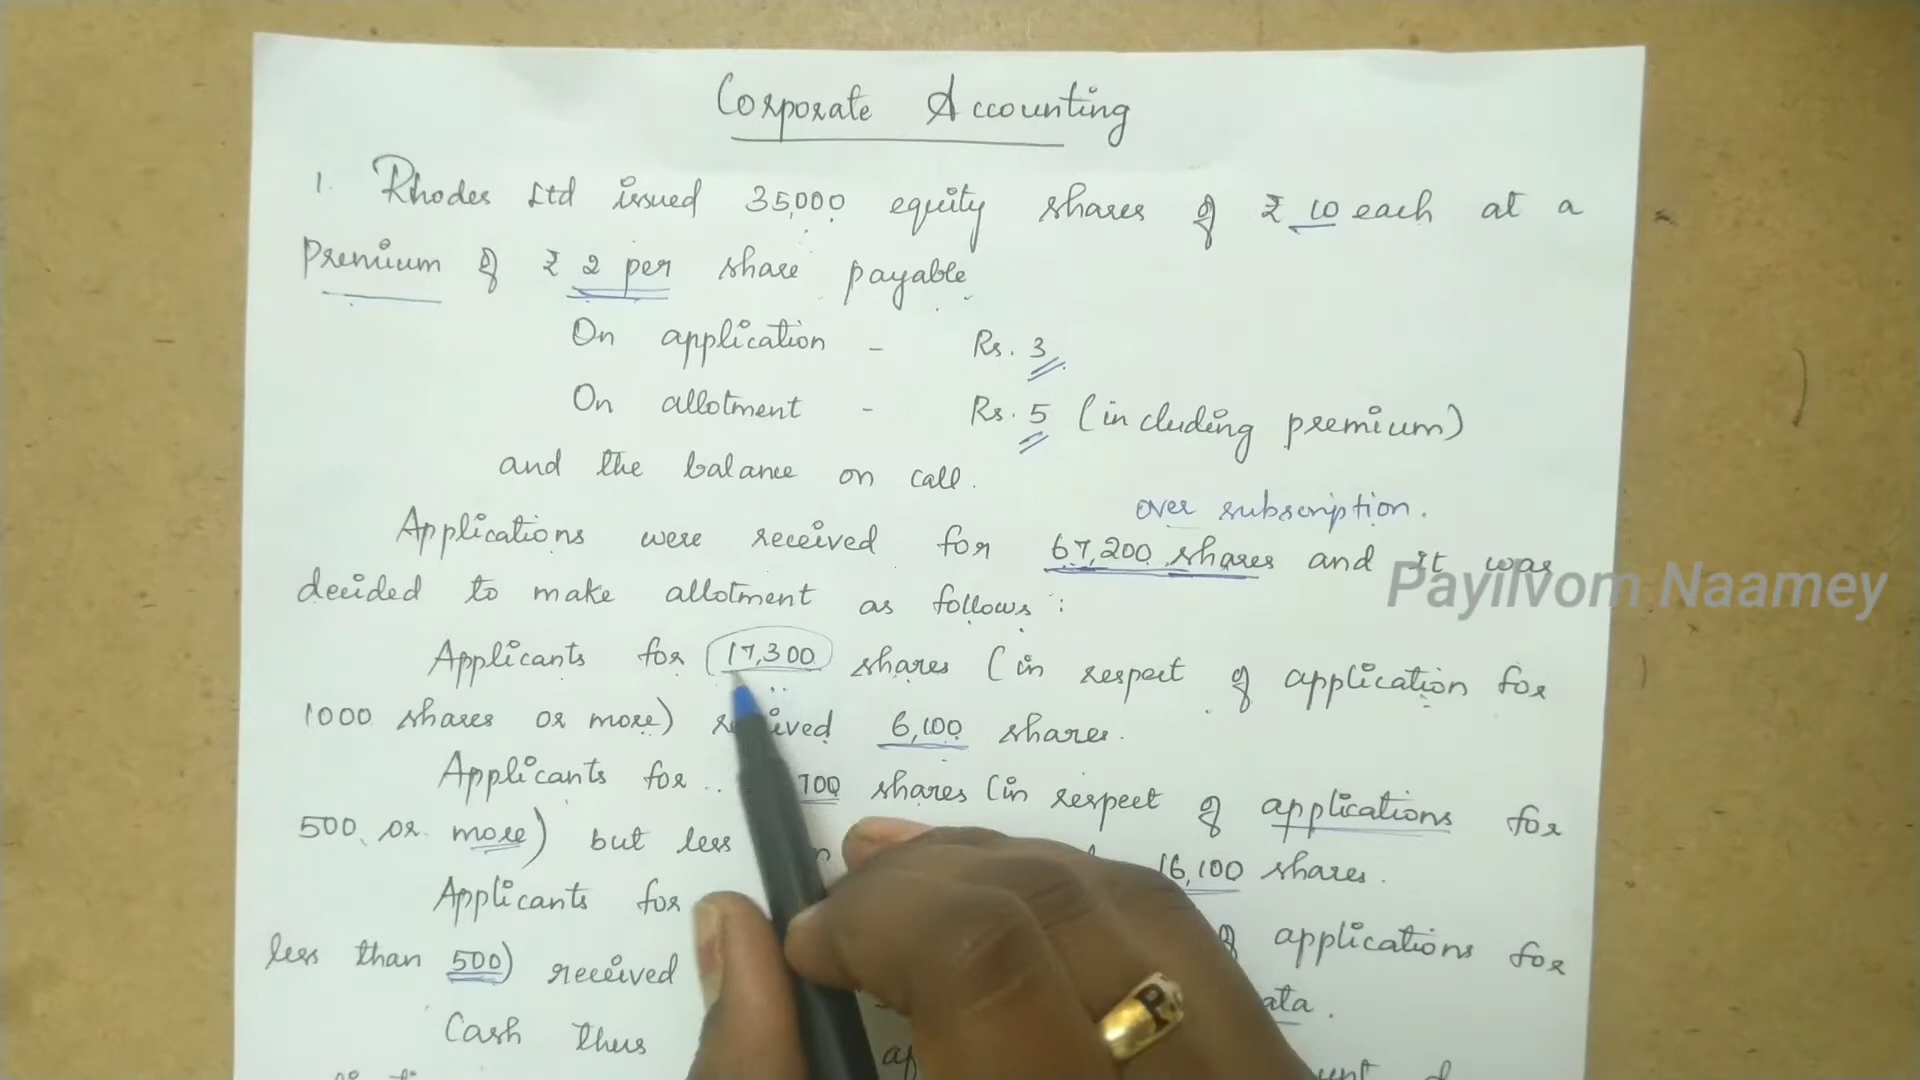 Corporate Accounting
1. Rhodes Ltd issued 35,000 equity shares of ₹ 10 each at a
Premium of ₹ 2 per share payable
On application - Rs. 3
On allotment - Rs. 5 (including premium)
and the balance on call.
over subscription.
Applications were received for 67,200 shares and it was
PayilVom Naamey
decided to make allotment as follows :
Applicants for 17,300 shares (in respect of application for
1000 shares or more) received 6,100 shares.
Applicants for .. 700 shares (in respect of applications for
500 or more) but less 16,100 shares.
Applicants for of applications for
less than 500) received ata.
Cash thus